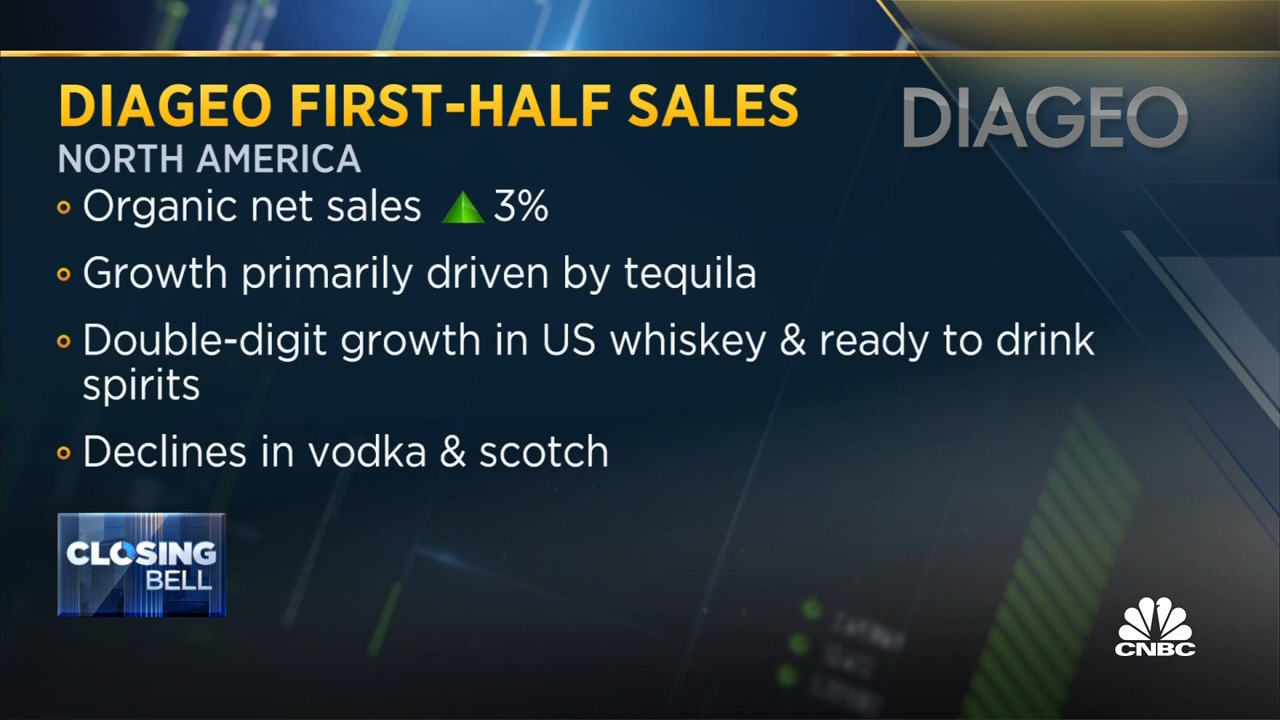 DIAGEO FIRST-HALF SALES
DIAGEO
NORTH AMERICA
Organic net sales 3%
Growth primarily driven by tequila
Double-digit growth in US whiskey & ready to drink
spirits
Declines in vodka & scotch
CLOSING
BELL
CNBC